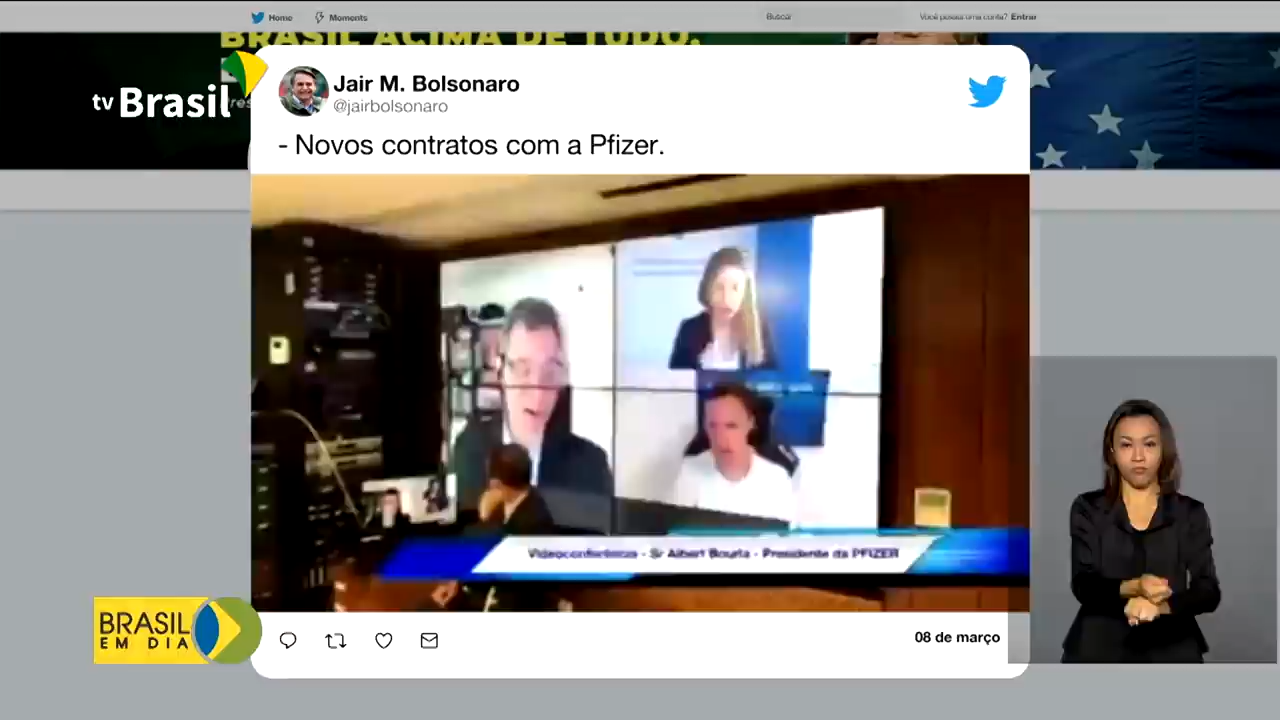 Home
Moments
Buscar
Você possui uma conta? Entrar
BRASIL ACIMA DE TUDO.
tv Brasil
Jair M. Bolsonaro
@jairbolsonaro
- Novos contratos com a Pfizer.
Videoconferência - Sr Albert Bourla - Presidente da PFIZER
08 de março
BRASIL
EM DIA